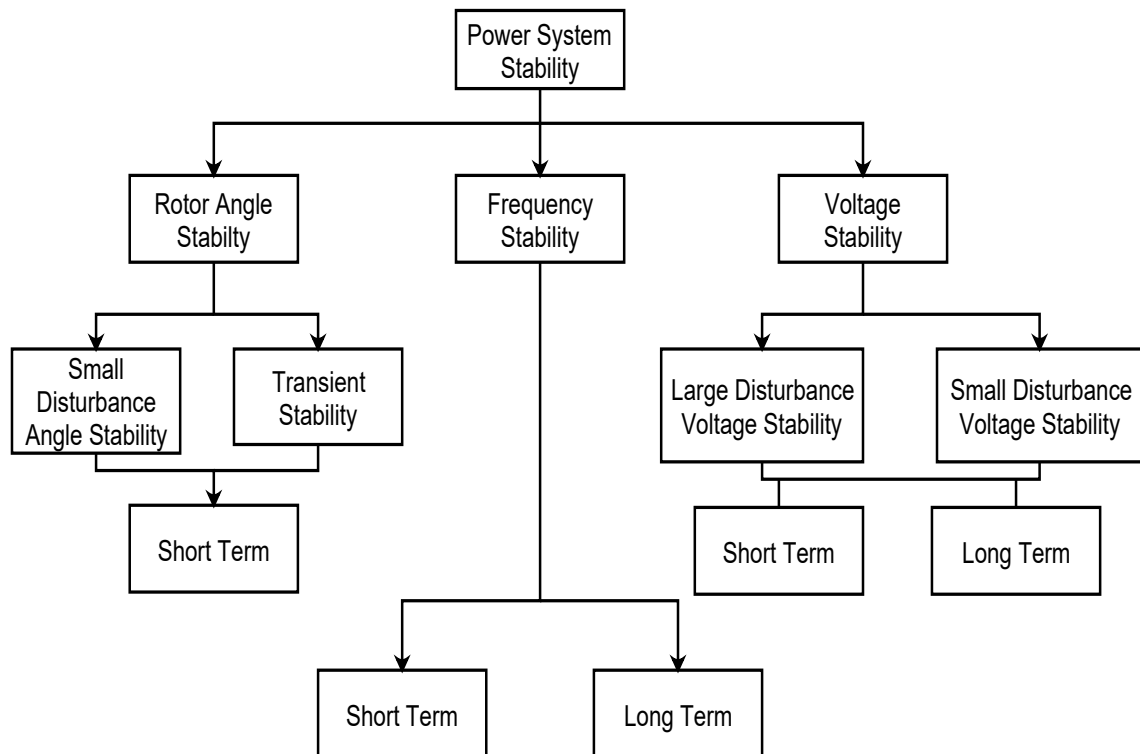 Power System
Stability
Rotor Angle
Stabilty
Frequency
Stability
Voltage
Stability
Small
Disturbance
Angle Stability
Transient
Stability
Large Disturbance
Voltage Stability
Small Disturbance
Voltage Stability
Short Term
Short Term
Long Term
Short Term
Long Term